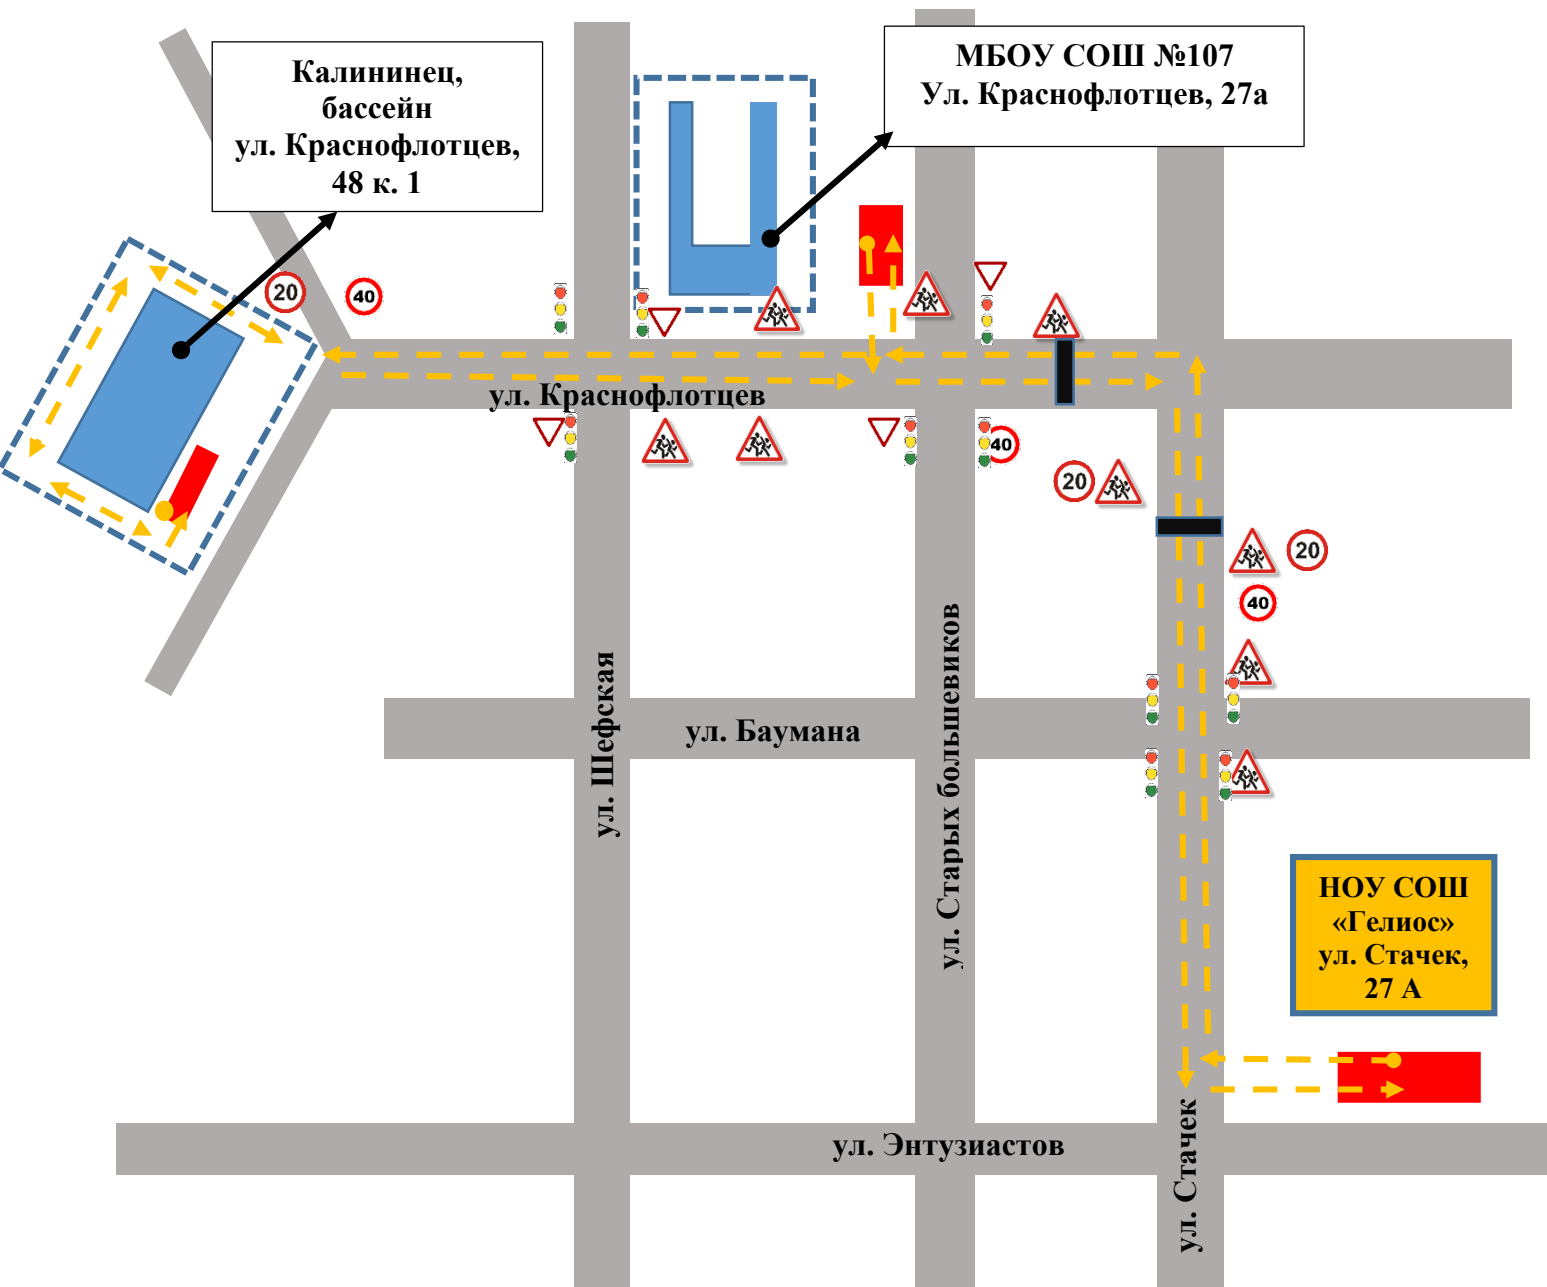 Калининец,
бассейн
ул. Краснофлотцев,
48 к. 1
МБОУ СОШ №107
Ул. Краснофлотцев, 27а
20
40
ул. Краснофлотцев
40
20
20
40
ул. Шефская
ул. Баумана
ул. Старых большевиков
НОУ СОШ
«Гелиос»
ул. Стачек,
27 А
ул. Энтузиастов
ул. Стачек